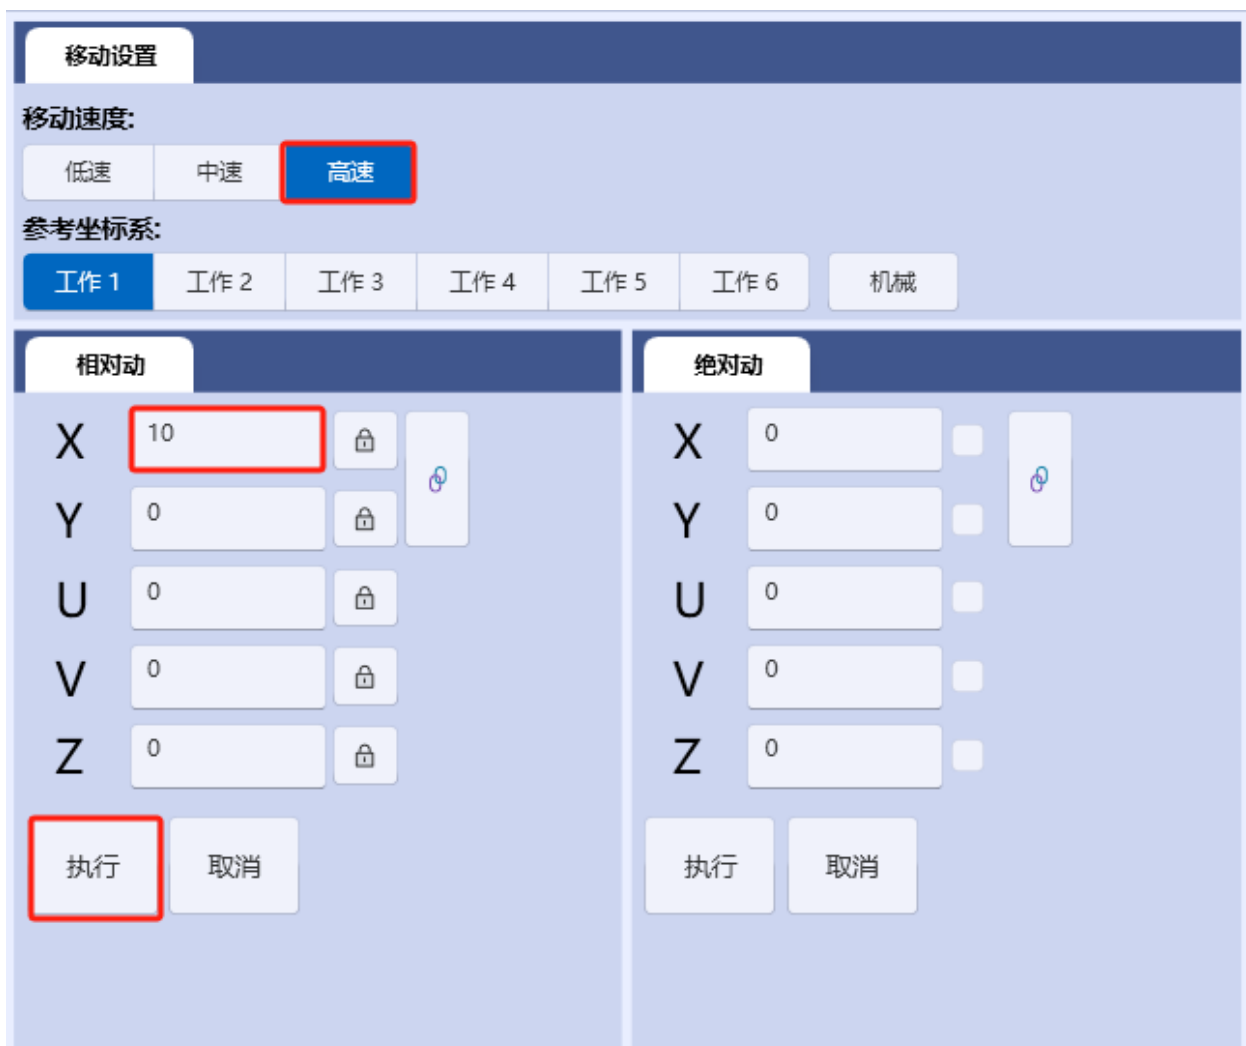 移动设置
移动速度:
低速 中速 高速
参考坐标系:
工作 1 工作 2 工作 3 工作 4 工作 5 工作 6 机械
相对动 绝对动
X 10 X 0
Y 0 Y 0
U 0 U 0
V 0 V 0
Z 0 Z 0
执行 取消 执行 取消